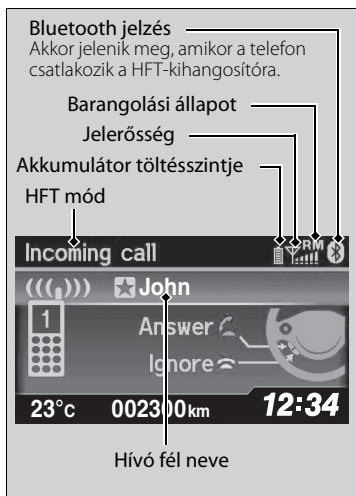 Bluetooth jelzés
Akkor jelenik meg, amikor a telefon
csatlakozik a HFT-kihangosítóra.
Barangolási állapot
Jelerősség
Akkumulátor töltésszintje
HFT mód
Incoming call
RM
John
1
Answer
Ignore
23°c 002300km 12:34
Hívó fél neve